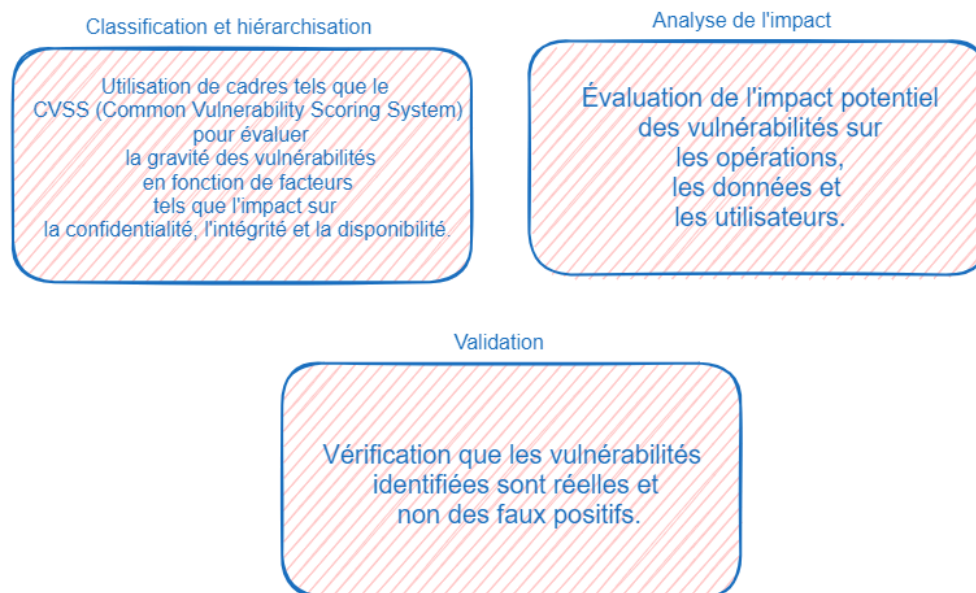 Classification et hiérarchisation
Utilisation de cadres tels que le
CVSS (Common Vulnerability Scoring System)
pour évaluer
la gravité des vulnérabilités
en fonction de facteurs
tels que l'impact sur
la confidentialité, l'intégrité et la disponibilité.
Analyse de l'impact
Évaluation de l'impact potentiel
des vulnérabilités sur
les opérations,
les données et
les utilisateurs.
Validation
Vérification que les vulnérabilités
identifiées sont réelles et
non des faux positifs.